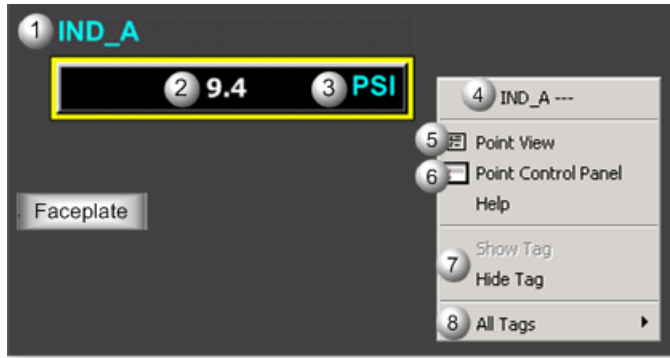 1 IND_A
2 9.4 3 PSI
4 IND_A ---
5 Point View
6 Point Control Panel
Help
Faceplate
Show Tag
7
Hide Tag
8 All Tags